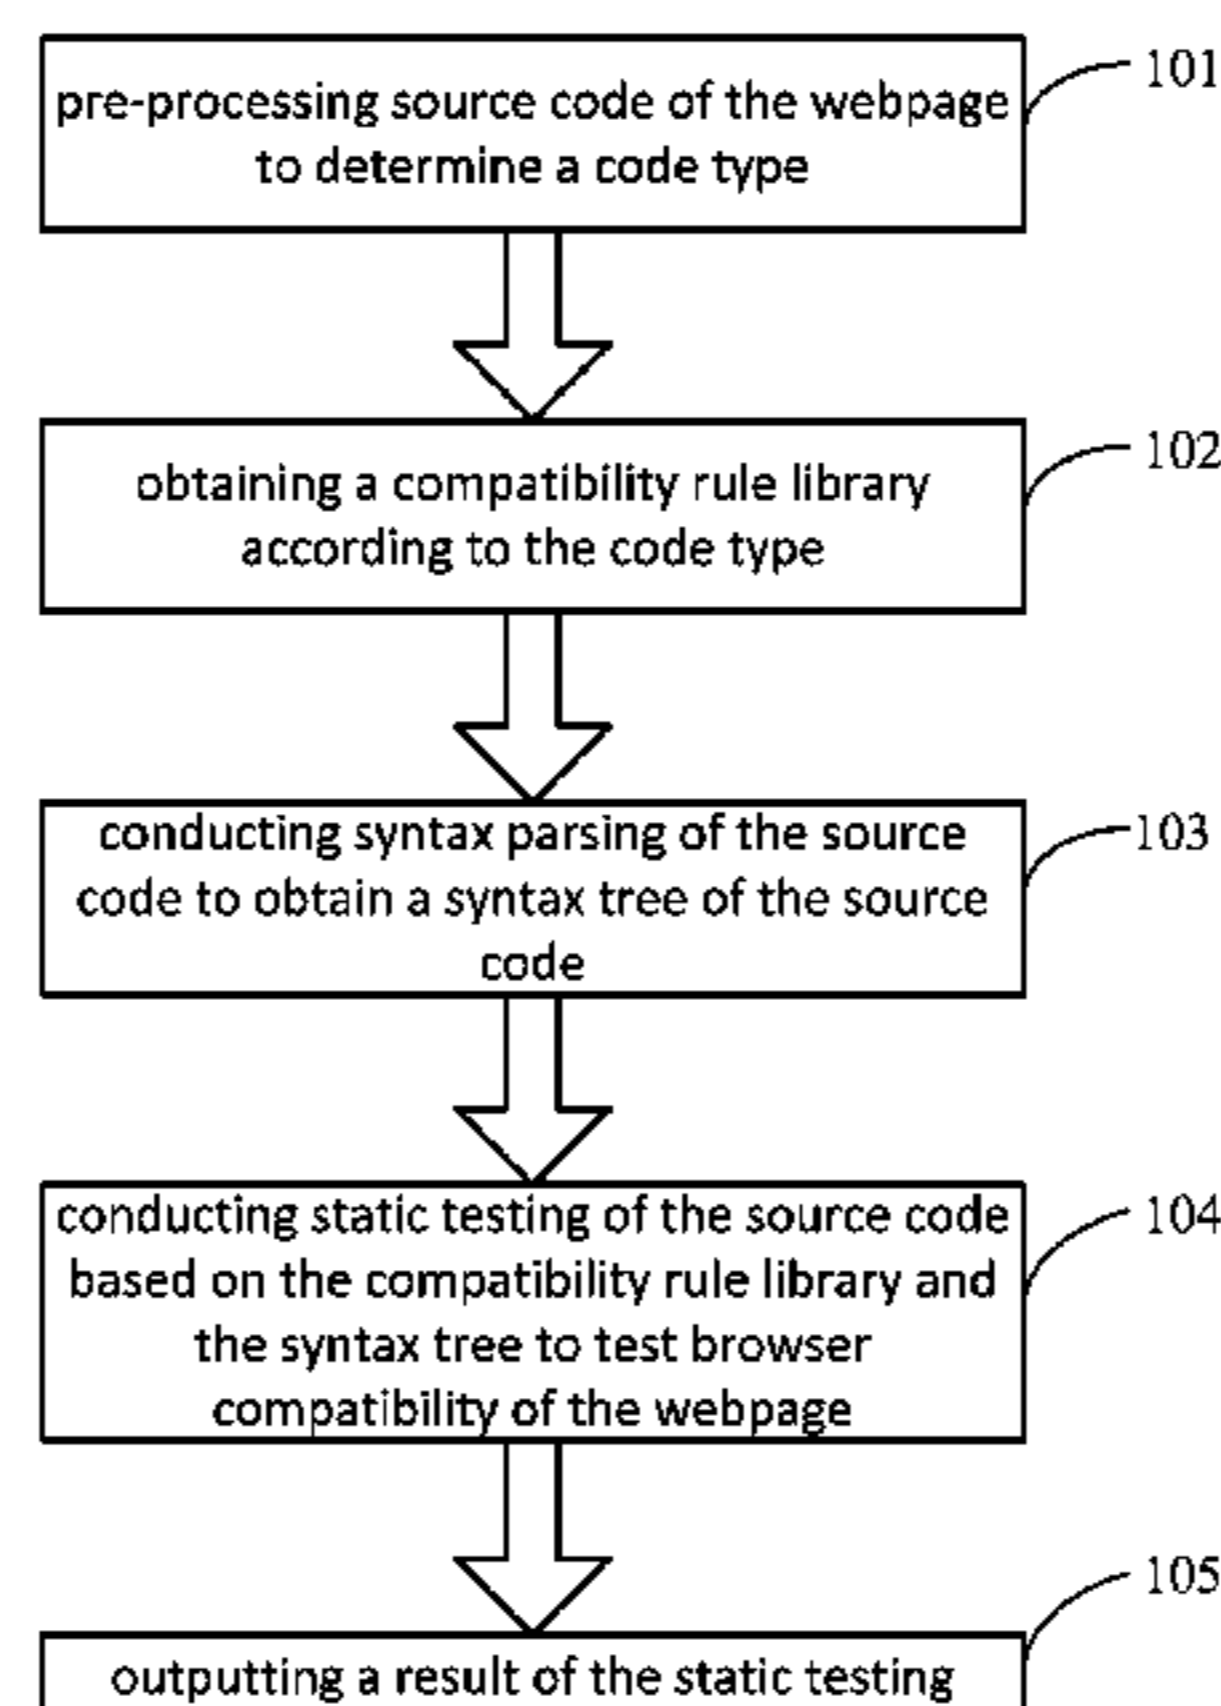 pre-processing source code of the webpage
to determine a code type
101
obtaining a compatibility rule library
according to the code type
102
conducting syntax parsing of the source
code to obtain a syntax tree of the source
code
103
conducting static testing of the source code
based on the compatibility rule library and
the syntax tree to test browser
compatibility of the webpage
104
outputting a result of the static testing
105